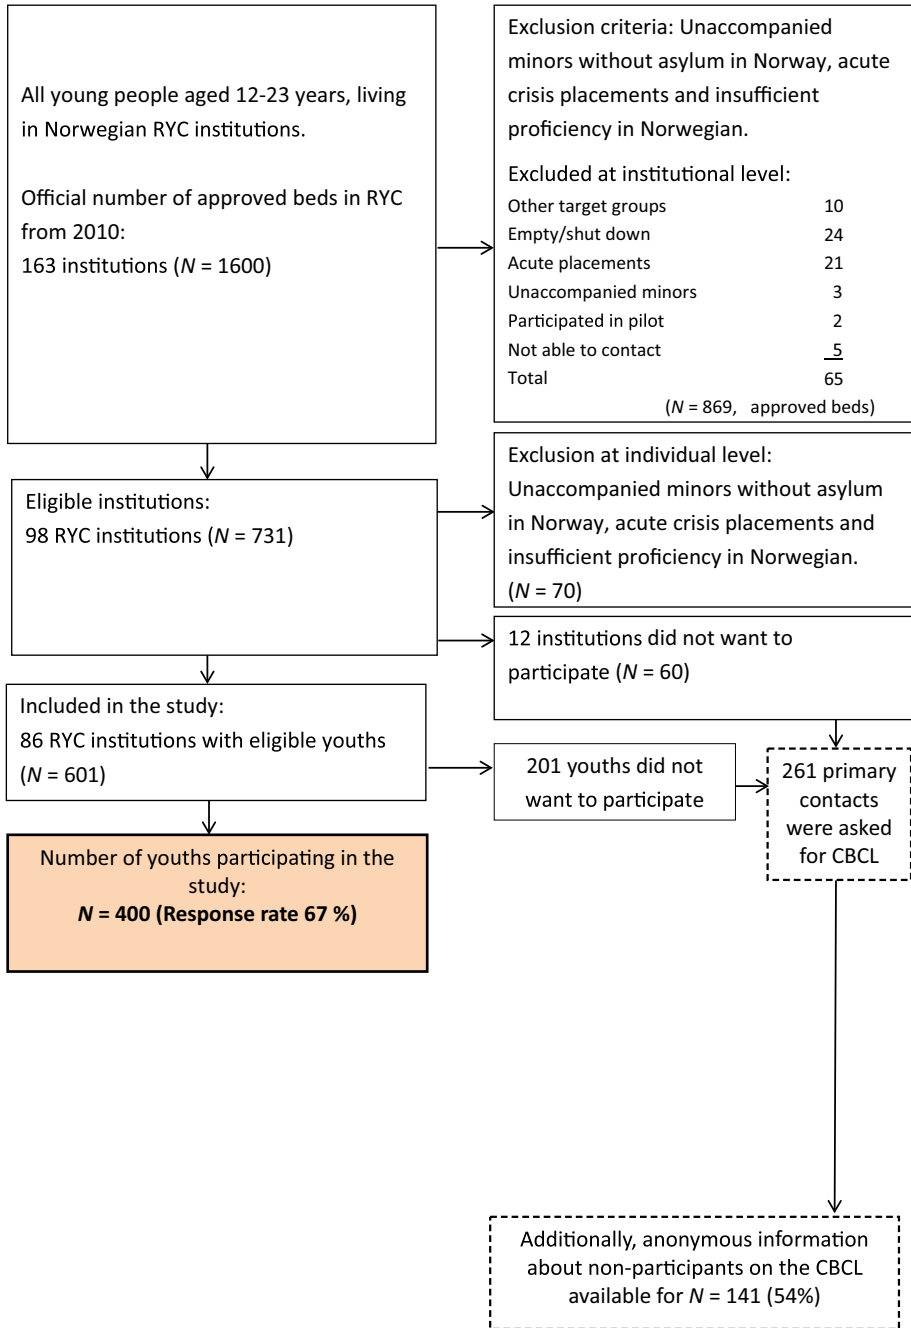 All young people aged 12-23 years, living
in Norwegian RYC institutions.
Official number of approved beds in RYC
from 2010:
163 institutions (N = 1600)
Exclusion criteria: Unaccompanied
minors without asylum in Norway, acute
crisis placements and insufficient
proficiency in Norwegian.
Excluded at institutional level:
Other target groups 10
Empty/shut down 24
Acute placements 21
Unaccompanied minors 3
Participated in pilot 2
Not able to contact 5
Total 65
(N = 869, approved beds)
Eligible institutions:
98 RYC institutions (N = 731)
Exclusion at individual level:
Unaccompanied minors without asylum
in Norway, acute crisis placements and
insufficient proficiency in Norwegian.
(N = 70)
12 institutions did not want to
participate (N = 60)
Included in the study:
86 RYC institutions with eligible youths
(N = 601)
201 youths did not
want to participate
261 primary
contacts
were asked
for CBCL
Number of youths participating in the
study:
N = 400 (Response rate 67 %)
Additionally, anonymous information
about non-participants on the CBCL
available for N = 141 (54%)